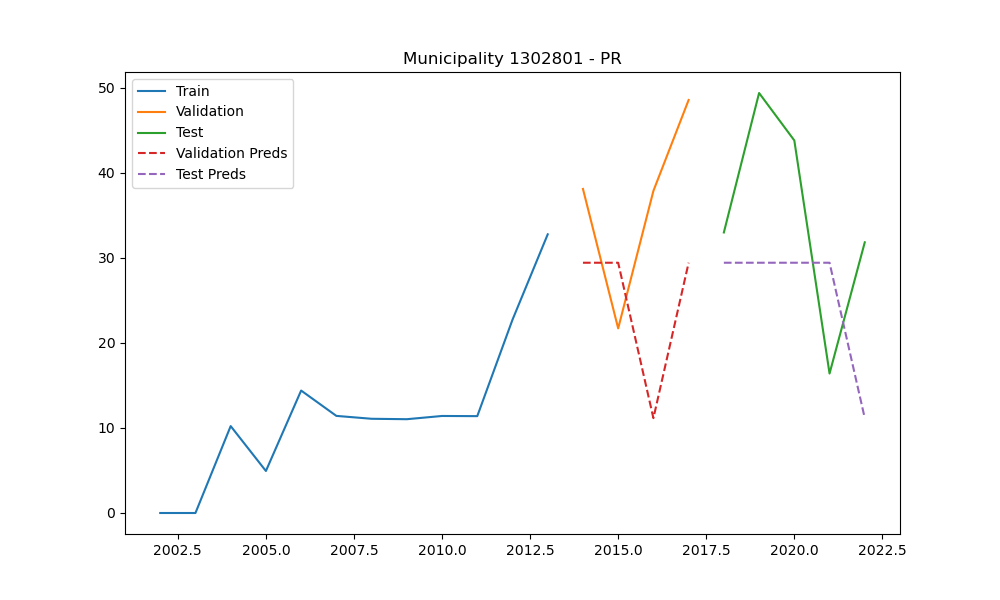 Municipality 1302801 - PR
Train
Validation
Test
Validation Preds
Test Preds
50
40
30
20
10
0
2002.5 2005.0 2007.5 2010.0 2012.5 2015.0 2017.5 2020.0 2022.5